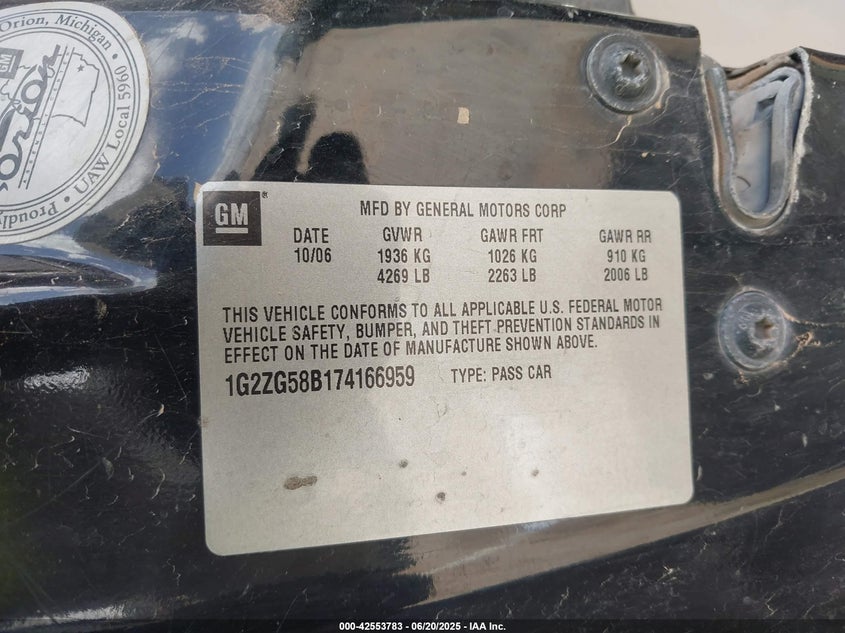 Orion, Michigan
GM
orion
Proudly
UAW Local 5960
GM
®
MFD BY GENERAL MOTORS CORP
DATE GVWR GAWR FRT GAWR RR
10/06 1936 KG 1026 KG 910 KG
4269 LB 2263 LB 2006 LB
THIS VEHICLE CONFORMS TO ALL APPLICABLE U.S. FEDERAL MOTOR
VEHICLE SAFETY, BUMPER, AND THEFT PREVENTION STANDARDS IN
EFFECT ON THE DATE OF MANUFACTURE SHOWN ABOVE.
1G2ZG58B174166959 TYPE: PASS CAR
000-42553783 - 06/20/2025 - IAA Inc.